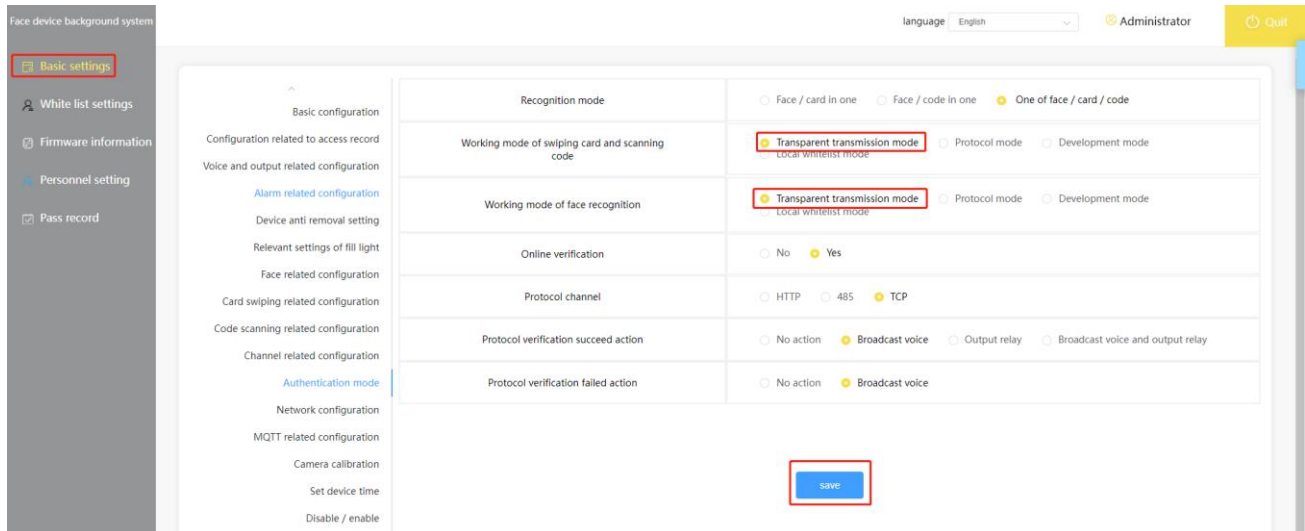 Face device background system
language English
Administrator
Quit
Basic settings
White list settings
Firmware information
Personnel setting
Pass record
Basic configuration
Configuration related to access record
Voice and output related configuration
Alarm related configuration
Device anti removal setting
Relevant settings of fill light
Face related configuration
Card swiping related configuration
Code scanning related configuration
Channel related configuration
Authentication mode
Network configuration
MQTT related configuration
Camera calibration
Set device time
Disable / enable
Recognition mode
Face / card in one Face / code in one One of face / card / code
Working mode of swiping card and scanning
code
Transparent transmission mode Protocol mode Development mode
Local whitelist mode
Working mode of face recognition
Transparent transmission mode Protocol mode Development mode
Local whitelist mode
Online verification
No Yes
Protocol channel
HTTP 485 TCP
Protocol verification succeed action
No action Broadcast voice Output relay Broadcast voice and output relay
Protocol verification failed action
No action Broadcast voice
save